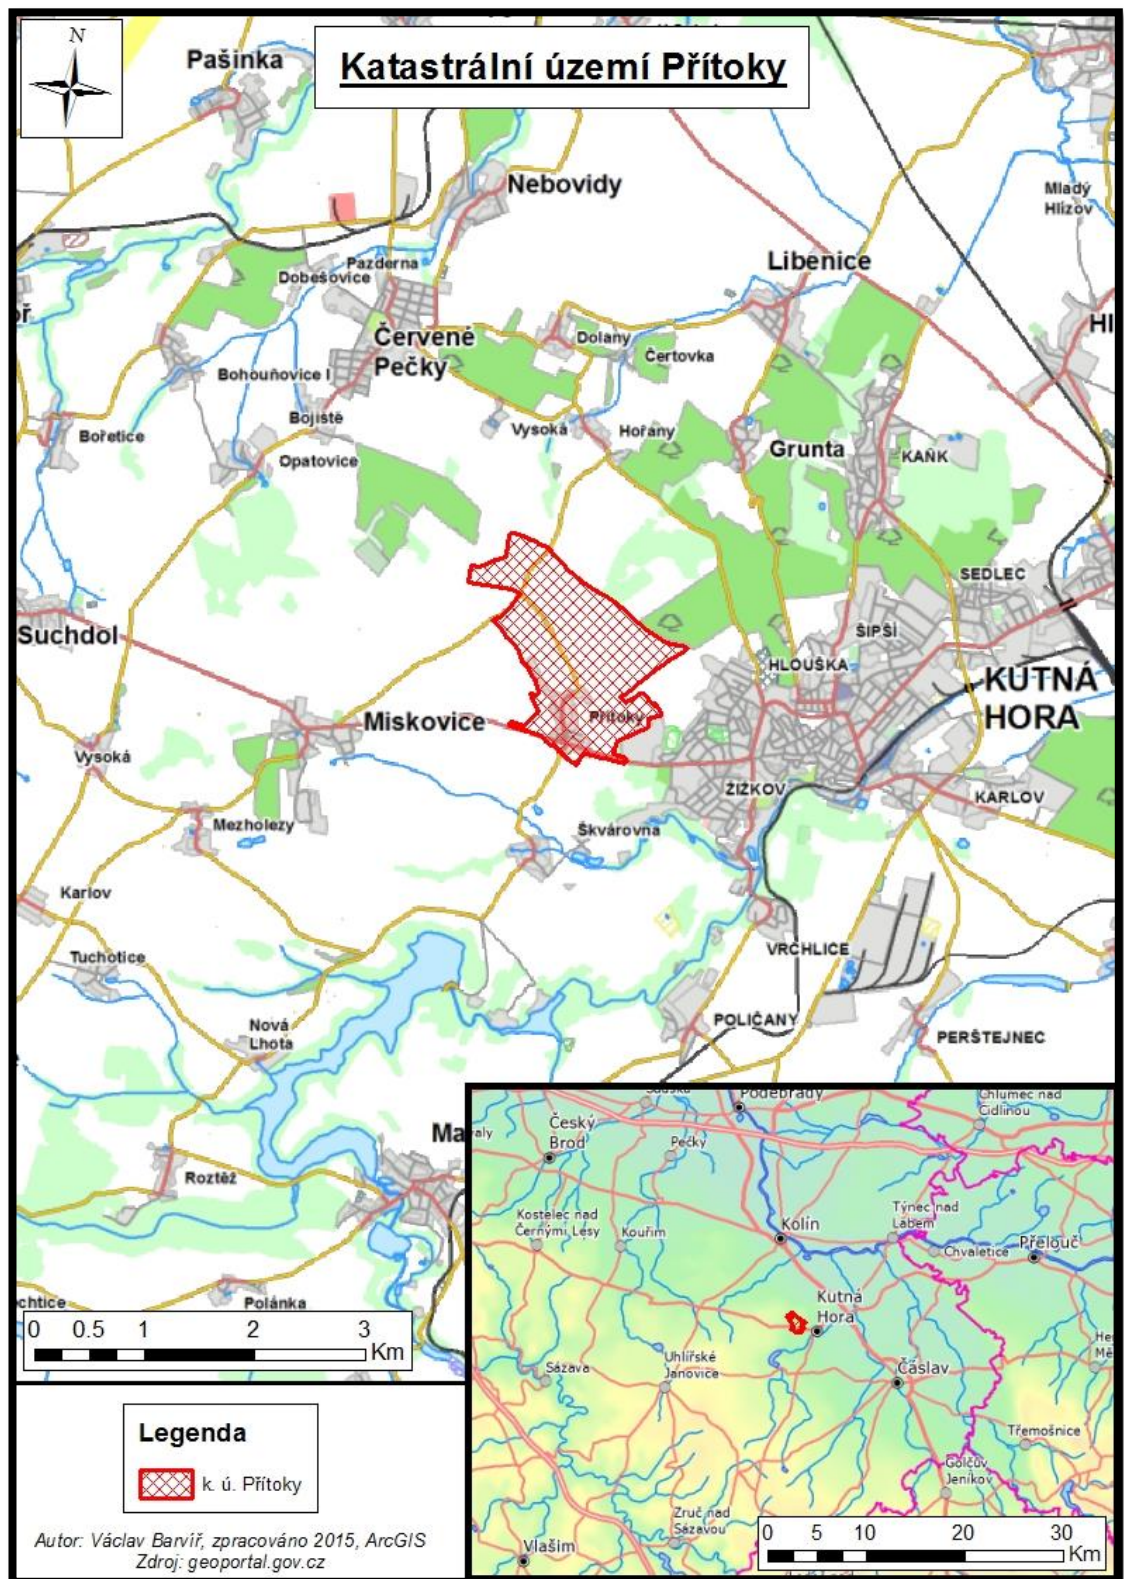 N
Katastrální území Přítoky
Pašinka
Nebovidy
Mladý
Hlízov
Libenice
Pazderna
Dobešovice
Červené
Pečky
Dolany
Čertovka
Hl
Bohouňovice I
Bojiště
Bořetice
Opatovice
Vysoká
Hořany
Grunta
KAŇK
SEDLEC
Suchdol
ŠIPŠÍ
HLOUŠKA
KUTNÁ
HORA
Miskovice
Přítoky
Vysoká
ŽIŽKOV
KARLOV
Mezholezy
Škvárovna
Karlov
VRCHLICE
Tuchotice
Nová
Lhota
POLIČANY
PERŠTEJNEC
Ma
Roztěž
Polánka
chtice
0 0.5 1 2 3
Km
Legenda
k. ú. Přítoky
Autor: Václav Barvíř, zpracováno 2015, ArcGIS
Zdroj: geoportal.gov.cz
Poděbrady
Chlumec nad
Cidlinou
Český
Brod
valy
Pečky
Kostelec nad
Černými Lesy
Kouřim
Kolín
Týnec nad
Labem
Chvaletice
Přelouč
Kutná
Hora
Uhlířské
Janovice
Sázava
Čáslav
Třemošnice
Golčův
Jeníkov
Zruč nad
Sázavou
Vlašim
0 5 10 20 30
Km